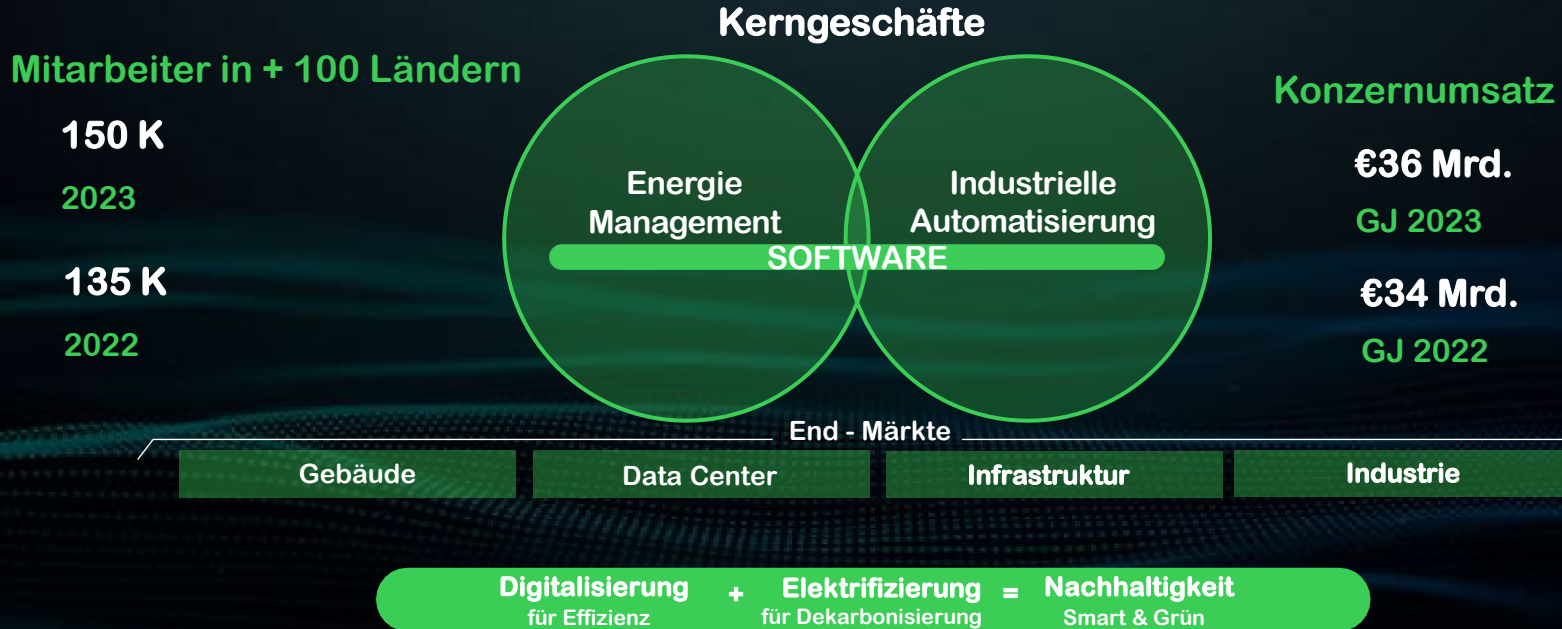 Kerngeschäfte
Mitarbeiter in + 100 Ländern
150 K
2023
135 K
2022
Energie
Management
Industrielle
Automatisierung
SOFTWARE
Konzernumsatz
€36 Mrd.
GJ 2023
€34 Mrd.
GJ 2022
End - Märkte
Gebäude
Data Center
Infrastruktur
Industrie
Digitalisierung + Elektrifizierung = Nachhaltigkeit
für Effizienz für Dekarbonisierung Smart & Grün